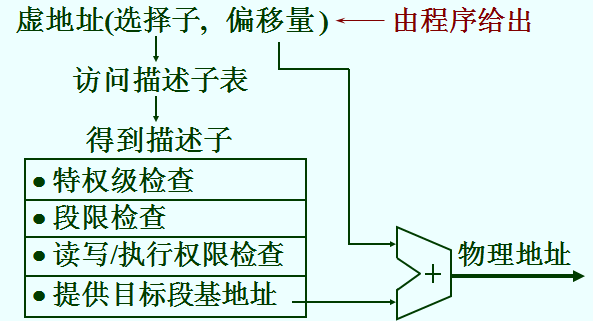 虚地址(选择子, 偏移量) 由程序给出
访问描述子表
得到描述子
● 特权级检查
● 段限检查
● 读写/执行权限检查
● 提供目标段基地址
+
物理地址